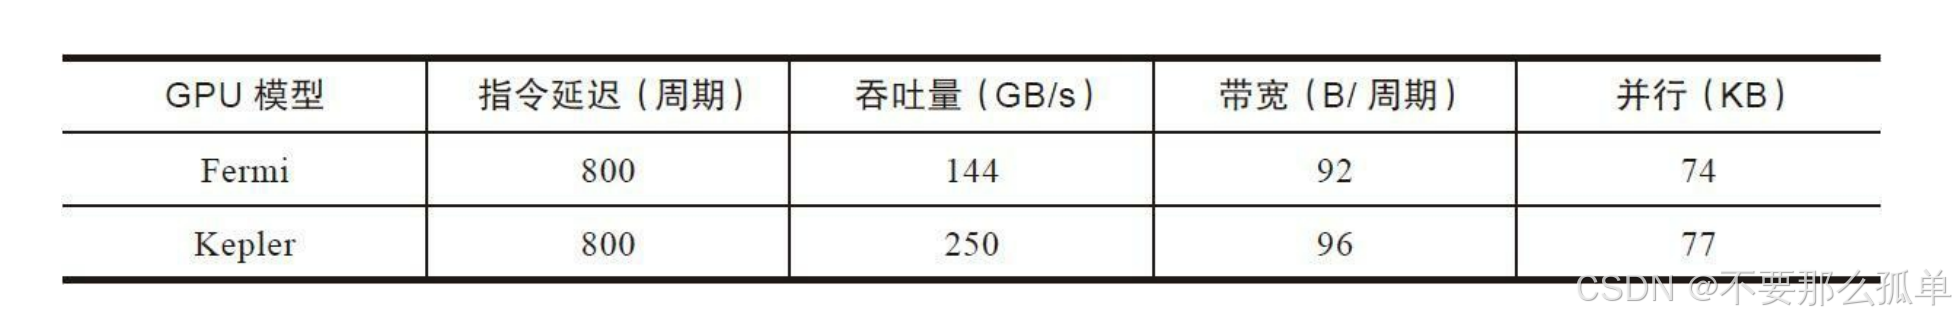 GPU 模型 指令延迟（周期） 吞吐量（GB/s） 带宽（B/ 周期） 并行（KB）
Fermi 800 144 92 74
Kepler 800 250 96 77
CSDN @不要那么孤单